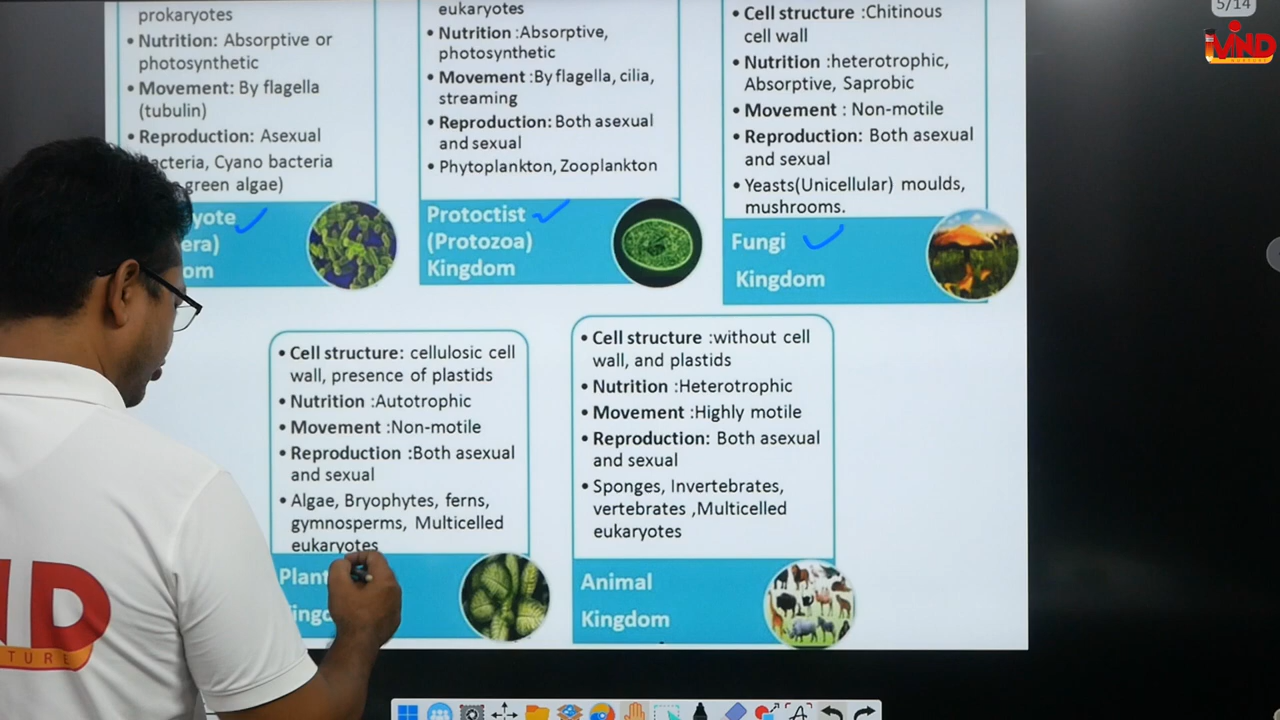 prokaryotes
• Nutrition: Absorptive or
photosynthetic
• Movement: By flagella
(tubulin)
• Reproduction: Asexual
Bacteria, Cyano bacteria
green algae)
eukaryotes
• Nutrition :Absorptive,
photosynthetic
• Movement :By flagella, cilia,
streaming
• Reproduction: Both asexual
and sexual
• Phytoplankton, Zooplankton
Protoctist
(Protozoa)
Kingdom
• Cell structure :Chitinous
cell wall
• Nutrition :heterotrophic,
Absorptive, Saprobic
• Movement : Non-motile
• Reproduction: Both asexual
and sexual
• Yeasts(Unicellular) moulds,
mushrooms.
Fungi
Kingdom
5/14
MIND
• Cell structure: cellulosic cell
wall, presence of plastids
• Nutrition :Autotrophic
• Movement :Non-motile
• Reproduction :Both asexual
and sexual
• Algae, Bryophytes, ferns,
gymnosperms, Multicelled
eukaryotes
Plant
• Cell structure :without cell
wall, and plastids
• Nutrition :Heterotrophic
• Movement :Highly motile
• Reproduction: Both asexual
and sexual
• Sponges, Invertebrates,
vertebrates ,Multicelled
eukaryotes
Animal
Kingdom